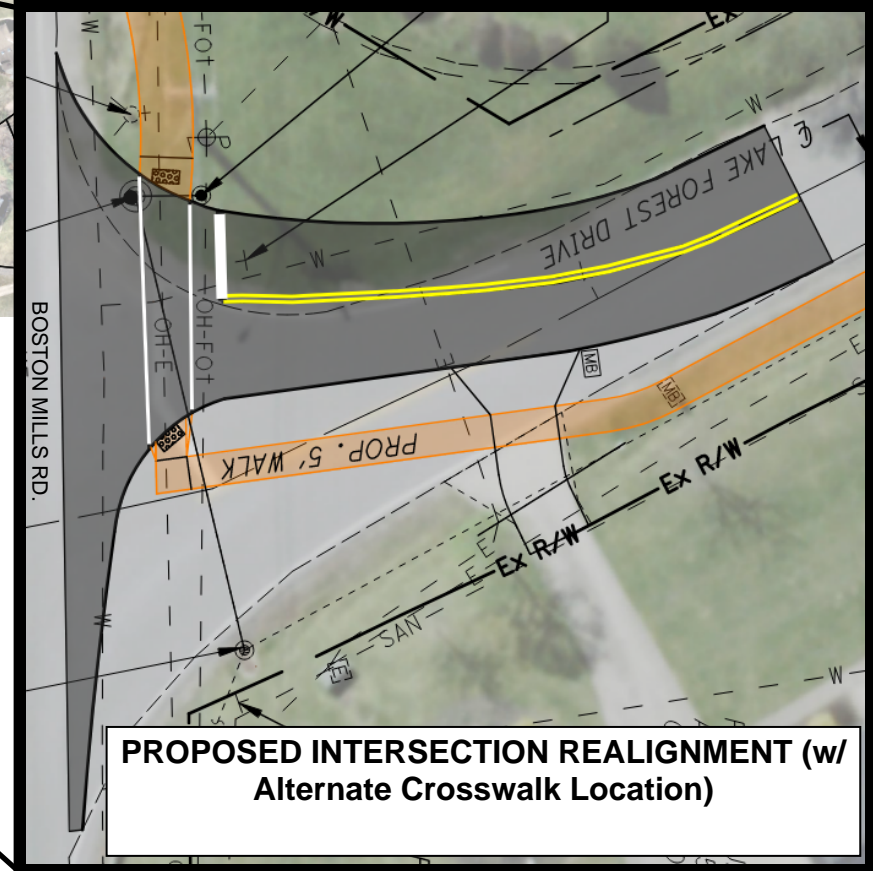 W
FOT
R/W
Ex
P
W
℄ LAKE FOREST DRIVE
W
BOSTON MILLS RD.
OH-E
OH-FOT
E
MB
MB
E
PROP. 5' WALK
Ex R/W
E
Ex R/W
E
W
SAN
E
W
PROPOSED INTERSECTION REALIGNMENT (w/
Alternate Crosswalk Location)